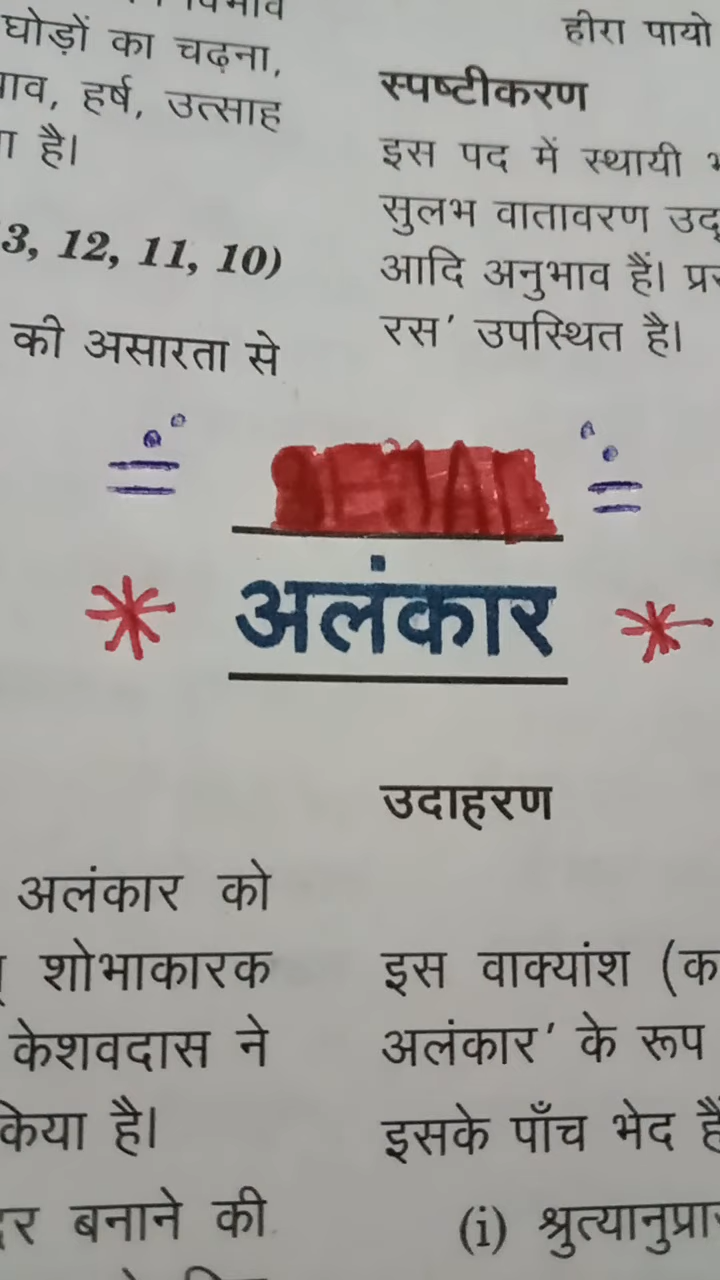 घोड़ों का चढ़ना,
हर्ष, उत्साह
है।
3, 12, 11, 10)
की असारता से
हीरा पायो
स्पष्टीकरण
इस पद में स्थायी
सुलभ वातावरण
आदि अनुभाव हैं।
रस’ उपस्थित है।
अलंकार
अलंकार को
शोभाकारक
केशवदास ने
किया है।
बनाने की
उदाहरण
इस वाक्यांश
अलंकार’ के रूप
इसके पाँच भेद हैं
(i)